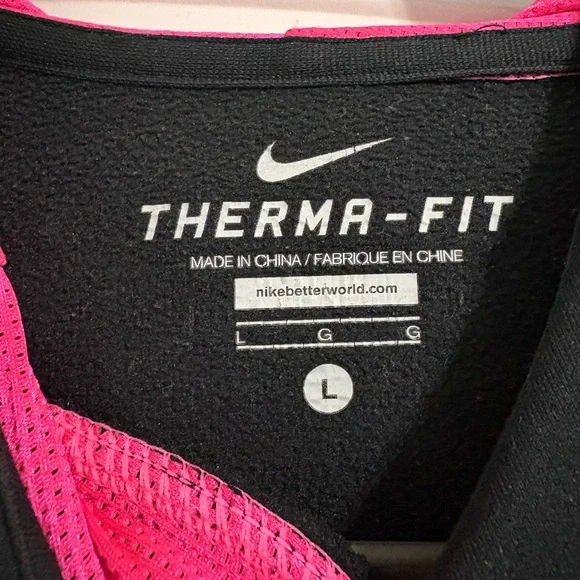 THERMA-FIT
MADE IN CHINA / FABRIQUE EN CHINE
nikebetterworld.com
L G G
L